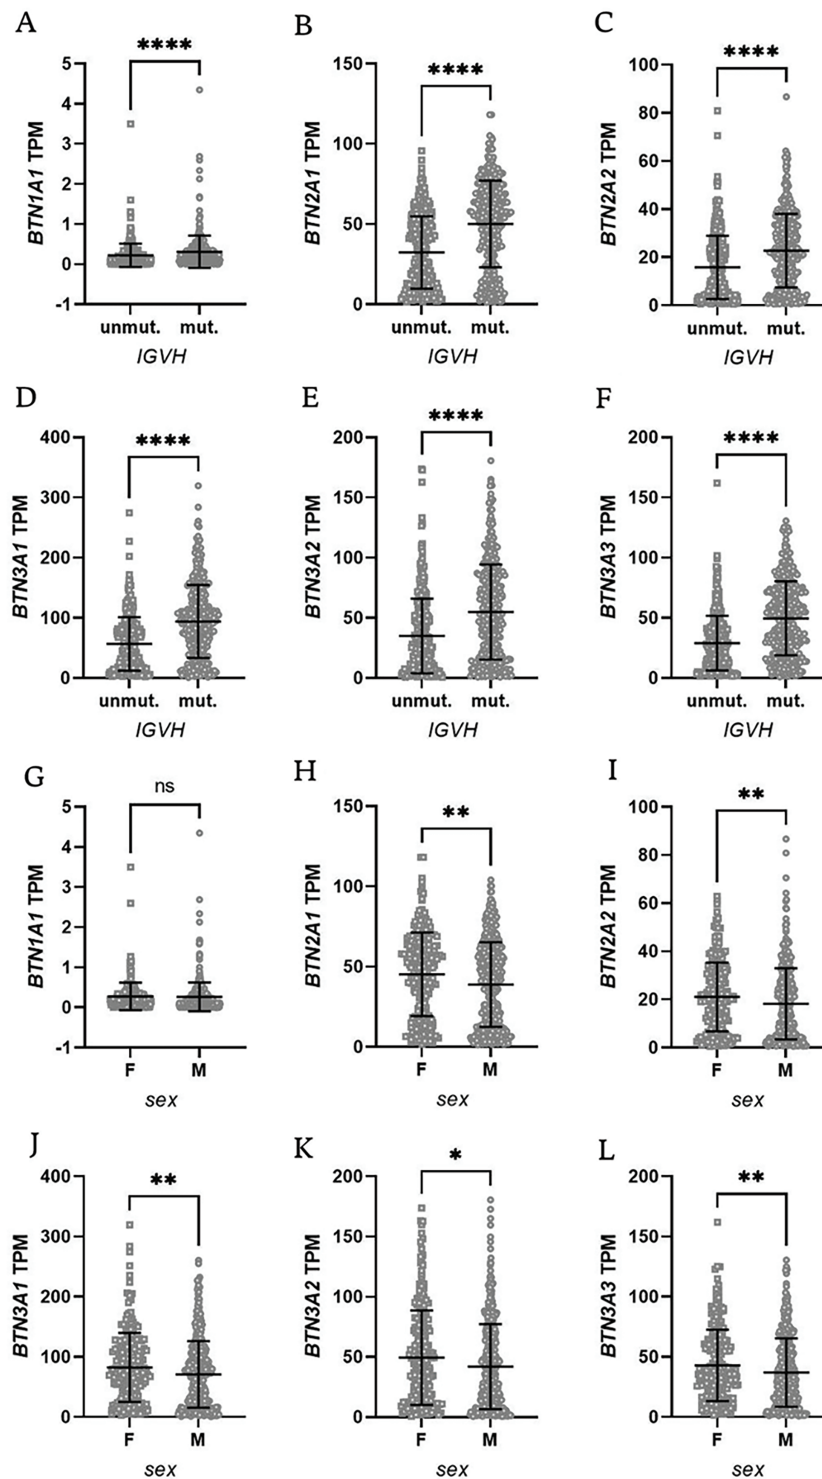 A
B
C
****
****
****
BTN1A1 TPM
5
4
3
2
1
0
-1
unmut. mut.
IGVH
BTN2A1 TPM
150
100
50
0
unmut. mut.
IGVH
BTN2A2 TPM
100
80
60
40
20
0
unmut. mut.
IGVH
D
E
F
****
****
****
BTN3A1 TPM
400
300
200
100
0
unmut. mut.
IGVH
BTN3A2 TPM
200
150
100
50
0
unmut. mut.
IGVH
BTN3A3 TPM
200
150
100
50
0
unmut. mut.
IGVH
G
H
I
ns
**
**
BTN1A1 TPM
5
4
3
2
1
0
-1
F M
sex
BTN2A1 TPM
150
100
50
0
F M
sex
BTN2A2 TPM
100
80
60
40
20
0
F M
sex
J
K
L
**
*
**
BTN3A1 TPM
400
300
200
100
0
F M
sex
BTN3A2 TPM
200
150
100
50
0
F M
sex
BTN3A3 TPM
200
150
100
50
0
F M
sex